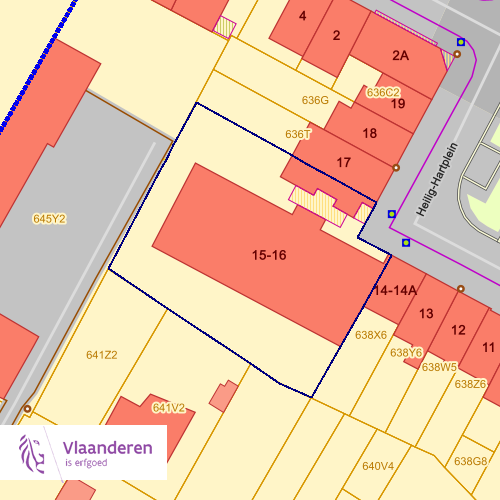 4
2
2A
636C2
636G
19
636T
18
17
Heilig-Hartplein
645Y2
15-16
14-14A
13
12
11
638X6
638Y6
638W5
638Z6
641Z2
641V2
640V4
638G8
Vlaanderen
is erfgoed